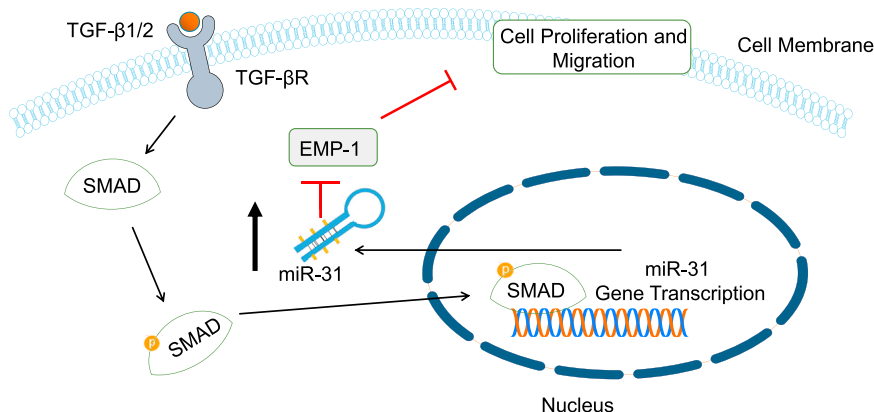 TGF-β1/2
TGF-βR
Cell Proliferation and
Migration
Cell Membrane
EMP-1
SMAD
miR-31
p
SMAD
p
SMAD
miR-31
Gene Transcription
Nucleus